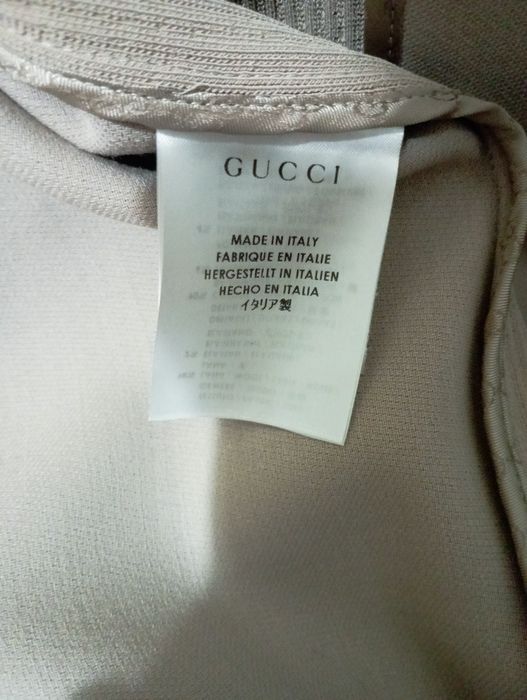 GUCCI
MADE IN ITALY
FABRIQUE EN ITALIE
HERGESTELLT IN ITALIEN
HECHO EN ITALIA
イタリア製